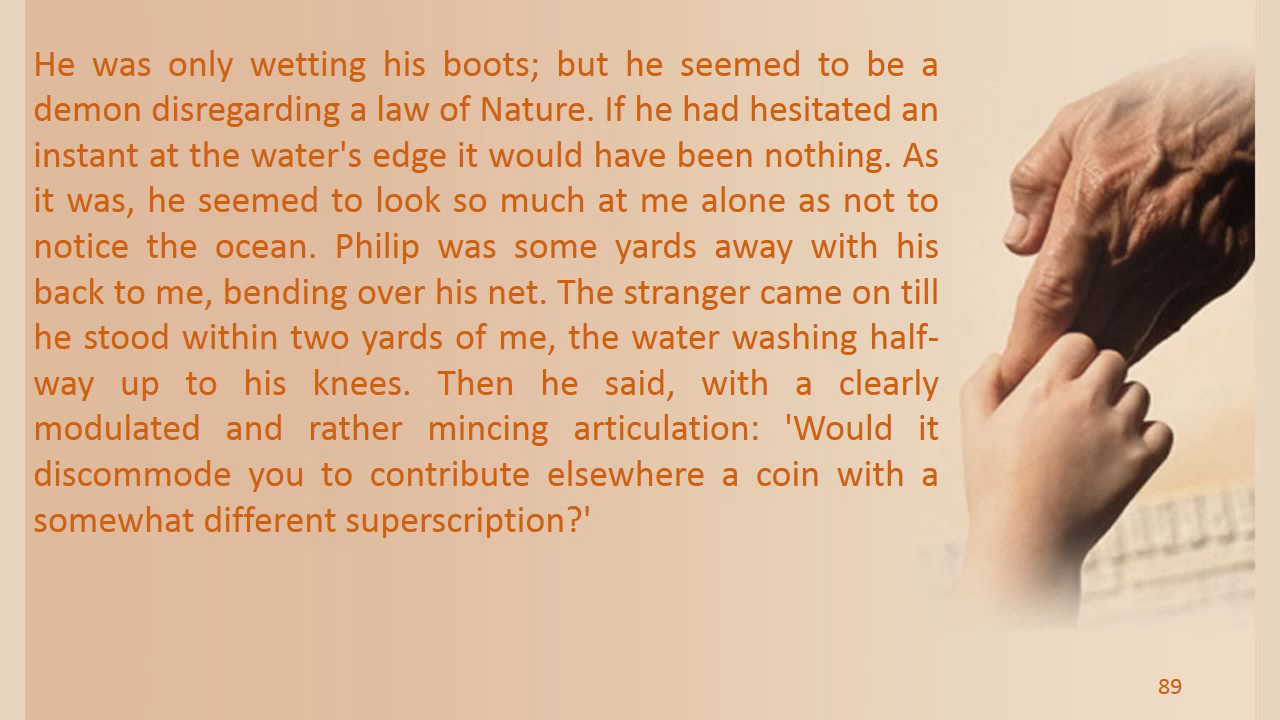 He was only wetting his boots; but he seemed to be a
demon disregarding a law of Nature. If he had hesitated an
instant at the water's edge it would have been nothing. As
it was, he seemed to look so much at me alone as not to
notice the ocean. Philip was some yards away with his
back to me, bending over his net. The stranger came on till
he stood within two yards of me, the water washing half-
way up to his knees. Then he said, with a clearly
modulated and rather mincing articulation: 'Would it
discommode you to contribute elsewhere a coin with a
somewhat different superscription?'
89